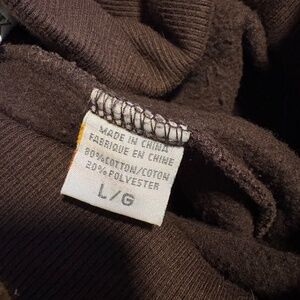 MADE IN CHINA
FABRIQUE EN CHINE
80%COTTON/COTON
20%POLYESTER
L/G